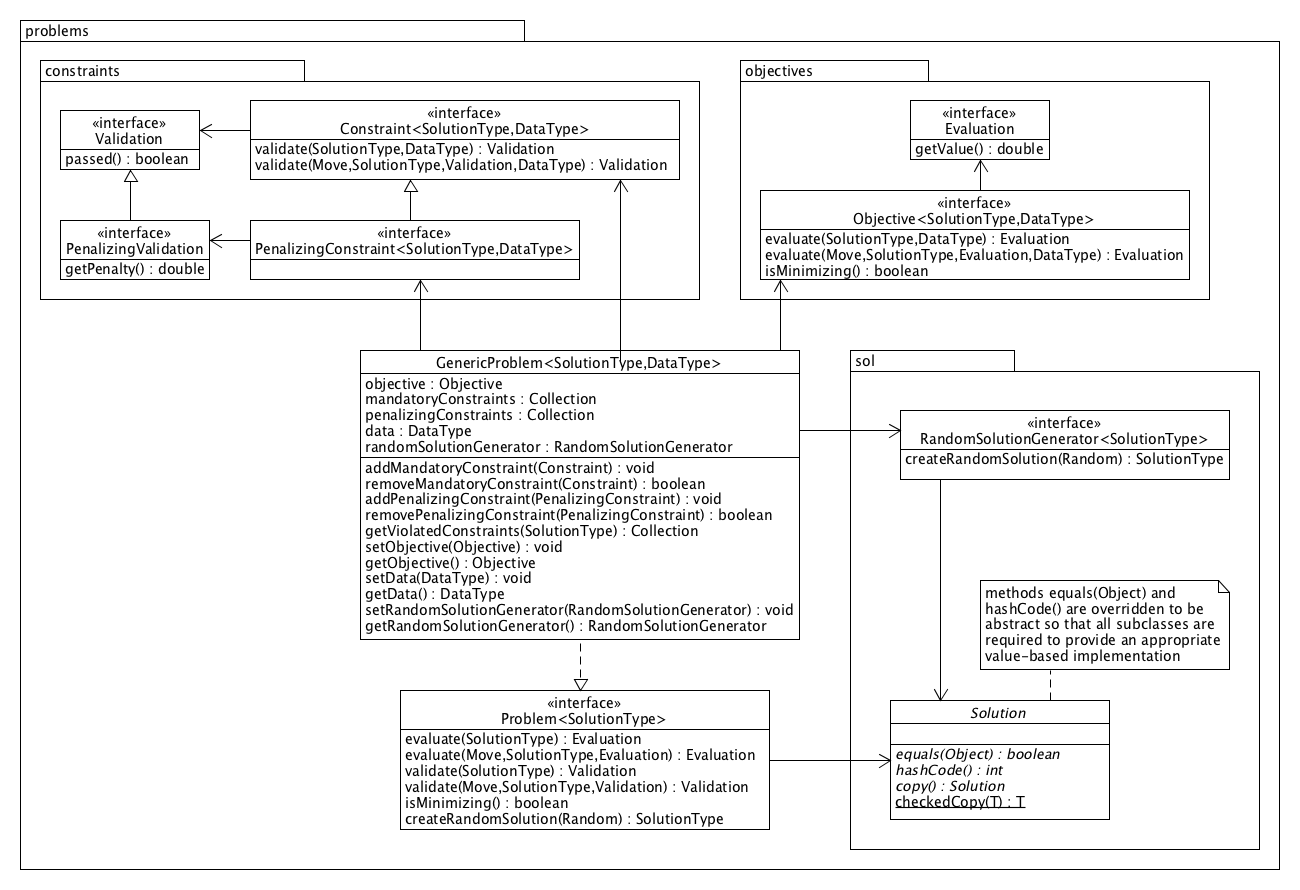 problems
constraints
«interface»
Validation
passed() : boolean
«interface»
Constraint<SolutionType,DataType>
validate(SolutionType,DataType) : Validation
validate(Move,SolutionType,Validation,DataType) : Validation
«interface»
PenalizingValidation
getPenalty() : double
«interface»
PenalizingConstraint<SolutionType,DataType>
objectives
«interface»
Evaluation
getValue() : double
«interface»
Objective<SolutionType,DataType>
evaluate(SolutionType,DataType) : Evaluation
evaluate(Move,SolutionType,Evaluation,DataType) : Evaluation
isMinimizing() : boolean
GenericProblem<SolutionType,DataType>
objective : Objective
mandatoryConstraints : Collection
penalizingConstraints : Collection
data : DataType
randomSolutionGenerator : RandomSolutionGenerator
addMandatoryConstraint(Constraint) : void
removeMandatoryConstraint(Constraint) : boolean
addPenalizingConstraint(PenalizingConstraint) : void
removePenalizingConstraint(PenalizingConstraint) : boolean
getViolatedConstraints(SolutionType) : Collection
setObjective(Objective) : void
getObjective() : Objective
setData(DataType) : void
getData() : DataType
setRandomSolutionGenerator(RandomSolutionGenerator) : void
getRandomSolutionGenerator() : RandomSolutionGenerator
«interface»
Problem<SolutionType>
evaluate(SolutionType) : Evaluation
evaluate(Move,SolutionType,Evaluation) : Evaluation
validate(SolutionType) : Validation
validate(Move,SolutionType,Validation) : Validation
isMinimizing() : boolean
createRandomSolution(Random) : SolutionType
sol
«interface»
RandomSolutionGenerator<SolutionType>
createRandomSolution(Random) : SolutionType
methods equals(Object) and
hashCode() are overridden to be
abstract so that all subclasses are
required to provide an appropriate
value-based implementation
Solution
equals(Object) : boolean
hashCode() : int
copy() : Solution
checkedCopy(T) : T